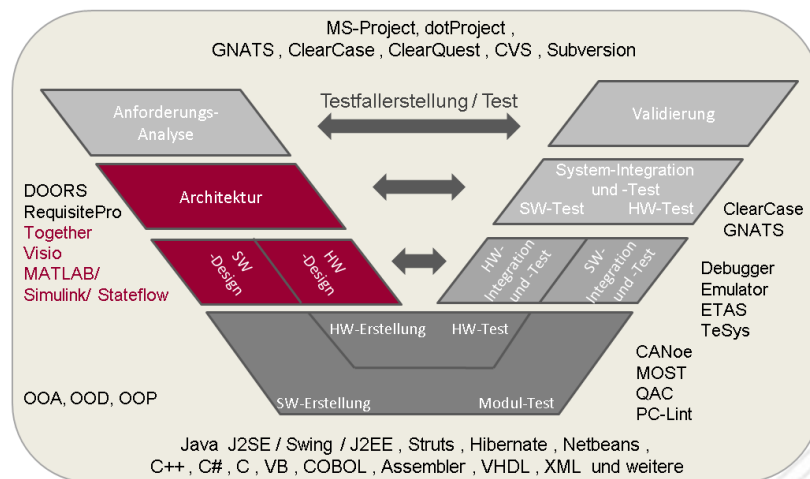 MS-Project, dotProject ,
GNATS , ClearCase , ClearQuest , CVS , Subversion
Anforderungs-
Analyse
Testfallerstellung / Test
Validierung
DOORS
RequisitePro
Together
Visio
MATLAB/
Simulink/ Stateflow
Architektur
System-Integration
und -Test
SW-Test HW-Test
ClearCase
GNATS
SW
-Design
HW
-Design
HW-
Integration
und -Test
SW-
Integration
und -Test
Debugger
Emulator
ETAS
TeSys
HW-Erstellung HW-Test
CANoe
MOST
QAC
PC-Lint
OOA, OOD, OOP
SW-Erstellung Modul-Test
Java J2SE / Swing / J2EE , Struts , Hibernate , Netbeans ,
C++ , C# , C , VB , COBOL , Assembler , VHDL , XML und weitere